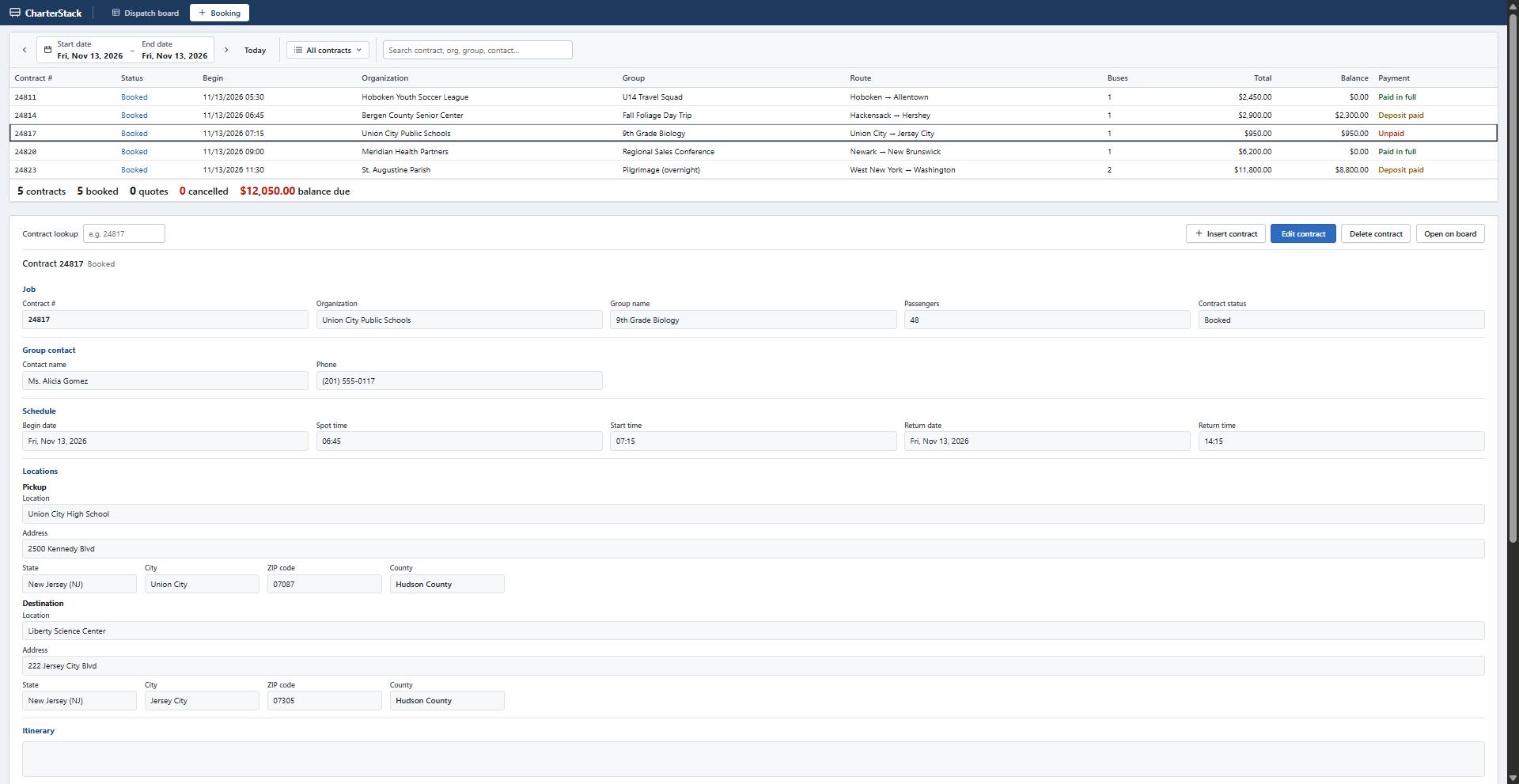 CharterStack Dispatch board + Booking
Start date End date
Fri, Nov 13, 2026 – Fri, Nov 13, 2026 Today All contracts Search contract, org, group, contact...
Contract # Status Begin Organization Group Route Buses Total Balance Payment
24811 Booked 11/13/2026 05:30 Hoboken Youth Soccer League U14 Travel Squad Hoboken → Allentown 1 $2,450.00 $0.00 Paid in full
24814 Booked 11/13/2026 06:45 Bergen County Senior Center Fall Foliage Day Trip Hackensack → Hershey 1 $2,900.00 $2,300.00 Deposit paid
24817 Booked 11/13/2026 07:15 Union City Public Schools 9th Grade Biology Union City → Jersey City 1 $950.00 $950.00 Unpaid
24820 Booked 11/13/2026 09:00 Meridian Health Partners Regional Sales Conference Newark → New Brunswick 1 $6,200.00 $0.00 Paid in full
24823 Booked 11/13/2026 11:30 St. Augustine Parish Pilgrimage (overnight) West New York → Washington 2 $11,800.00 $8,800.00 Deposit paid
5 contracts 5 booked 0 quotes 0 cancelled $12,050.00 balance due
Contract lookup e.g. 24817 + Insert contract Edit contract Delete contract Open on board
Contract 24817 Booked
Job
Contract # Organization Group name Passengers Contract status
24817 Union City Public Schools 9th Grade Biology 48 Booked
Group contact
Contact name Phone
Ms. Alicia Gomez (201) 555-0117
Schedule
Begin date Spot time Start time Return date Return time
Fri, Nov 13, 2026 06:45 07:15 Fri, Nov 13, 2026 14:15
Locations
Pickup
Location
Union City High School
Address
2500 Kennedy Blvd
State City ZIP code County
New Jersey (NJ) Union City 07087 Hudson County
Destination
Location
Liberty Science Center
Address
222 Jersey City Blvd
State City ZIP code County
New Jersey (NJ) Jersey City 07305 Hudson County
Itinerary